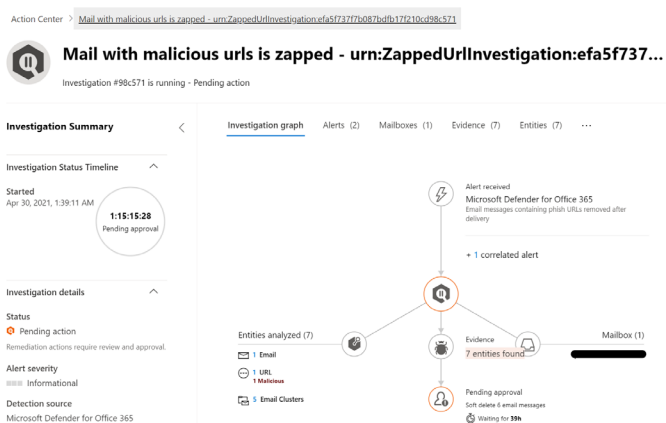 Action Center > Mail with malicious urls is zapped - urn:ZappedUrlInvestigation:efa5f737f7b087bdfb17f210cd98c571
Mail with malicious urls is zapped - urn:ZappedUrlInvestigation:efa5f737...
Investigation #98c571 is running - Pending action
Investigation Summary
Investigation Status Timeline
Started
Apr 30, 2021, 1:39:11 AM
1:15:15:28
Pending approval
Investigation details
Status
Pending action
Remediation actions require review and approval.
Alert severity
Informational
Detection source
Microsoft Defender for Office 365
Investigation graph Alerts (2) Mailboxes (1) Evidence (7) Entities (7) ...
Alert received
Microsoft Defender for Office 365
Email messages containing phish URLs removed after
delivery
+ 1 correlated alert
Entities analyzed (7)
1 Email
1 URL
1 Malicious
5 Email Clusters
Evidence
7 entities found
Mailbox (1)
Pending approval
Soft delete 6 email messages
Waiting for 39h